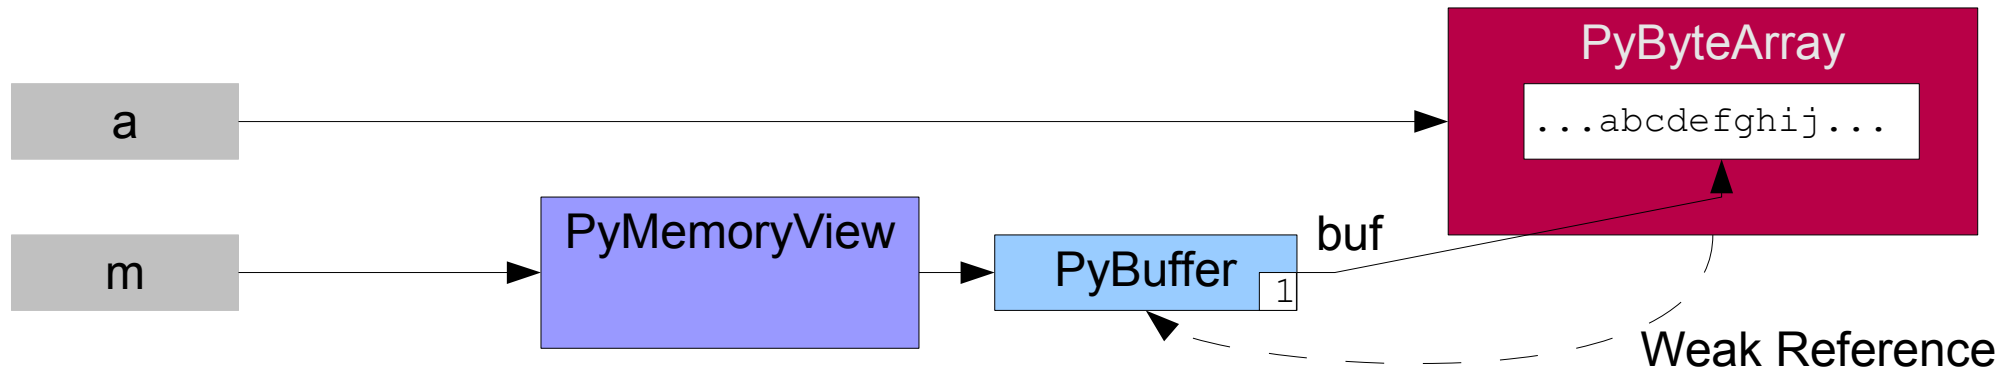 PyByteArray
a
...abcdefghij...
PyMemoryView
buf
m
PyBuffer
1
Weak Reference